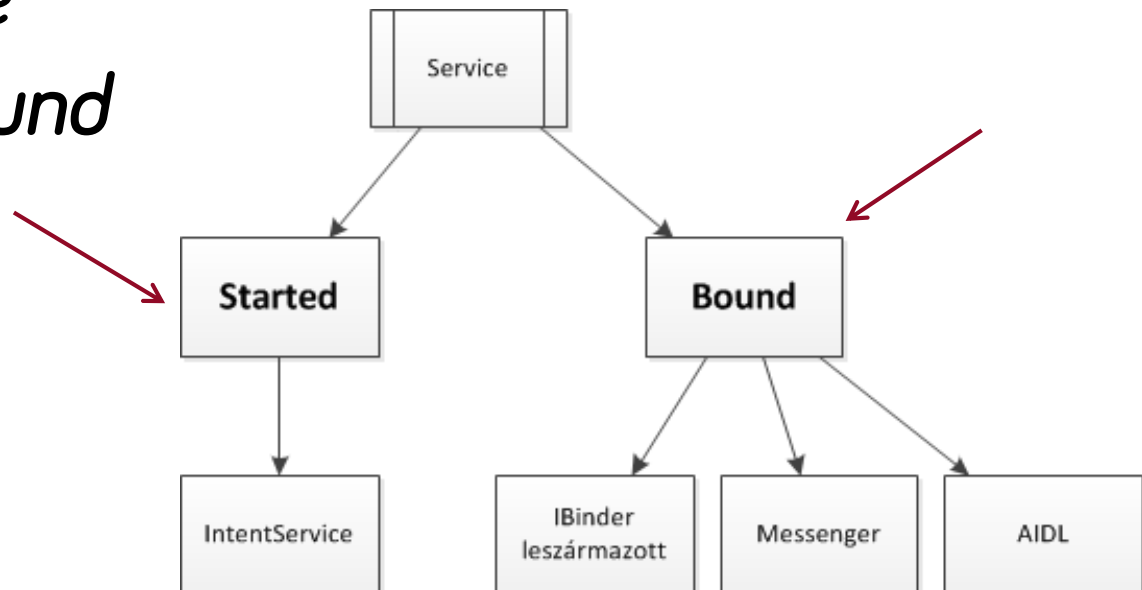 und
Service
Started
Bound
IntentService
IBinder
leszármazott
Messenger
AIDL